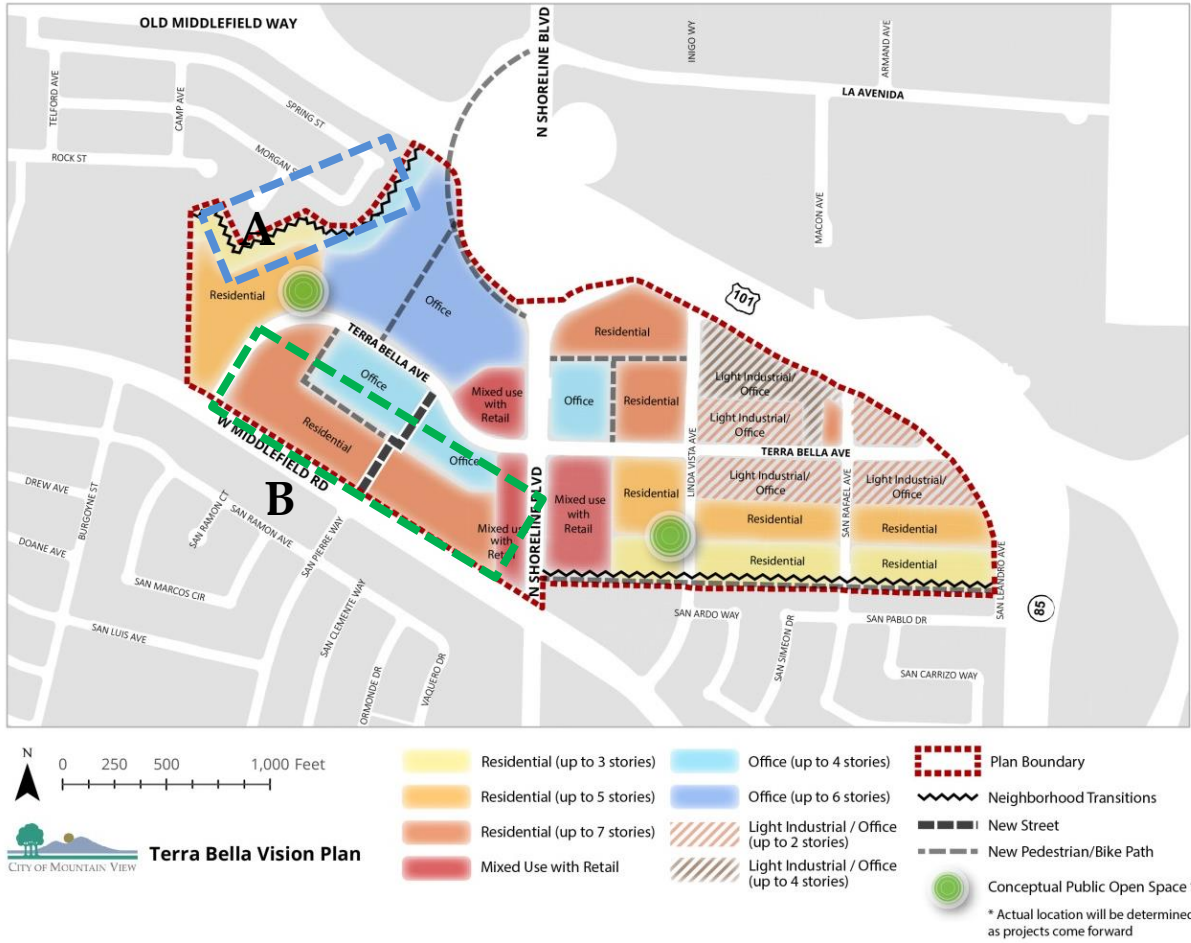 OLD MIDDLEFIELD WAY
N SHORELINE BLVD
INIGO WY
ARMAND AVE
LA AVENIDA
TELFORD AVE
CAMP AVE
SPRING ST
MORGAN
ROCK ST
MACON AVE
A
101
Residential
Office
TERRA BELLA AVE
Office
Residential
Light Industrial/
Office
Mixed use
with
Retail
Office
Residential
Light Industrial/
Office
Residential
TERRA BELLA AVE
Office
W MIDDLEFIELD RD
B
N SHORELINE BLVD
Mixed use
with
Retail
Mixed use
with
Retail
Residential
LINDA VISTA AVE
Light Industrial/
Office
SAN RAFAEL AVE
Light Industrial/
Office
Residential
Residential
Residential
Residential
DREW AVE
BURGOYNE ST
SAN RAMON CT
SAN RAMON AVE
DOANE AVE
SAN PIERRE WAY
SAN MARCOS CIR
SAN CLEMENTE WAY
SAN LUIS AVE
ORMONDE DR
VAQUERO DR
SAN ARDO WAY
SAN SIMEON DR
SAN PABLO DR
SAN LEANDRO AVE
85
SAN CARRIZO WAY
N
0 250 500 1,000 Feet
CITY OF MOUNTAIN VIEW
Terra Bella Vision Plan
Residential (up to 3 stories)
Residential (up to 5 stories)
Residential (up to 7 stories)
Mixed Use with Retail
Office (up to 4 stories)
Office (up to 6 stories)
Light Industrial / Office
(up to 2 stories)
Light Industrial / Office
(up to 4 stories)
Plan Boundary
Neighborhood Transitions
New Street
New Pedestrian/Bike Path
Conceptual Public Open Space
* Actual location will be determined
as projects come forward